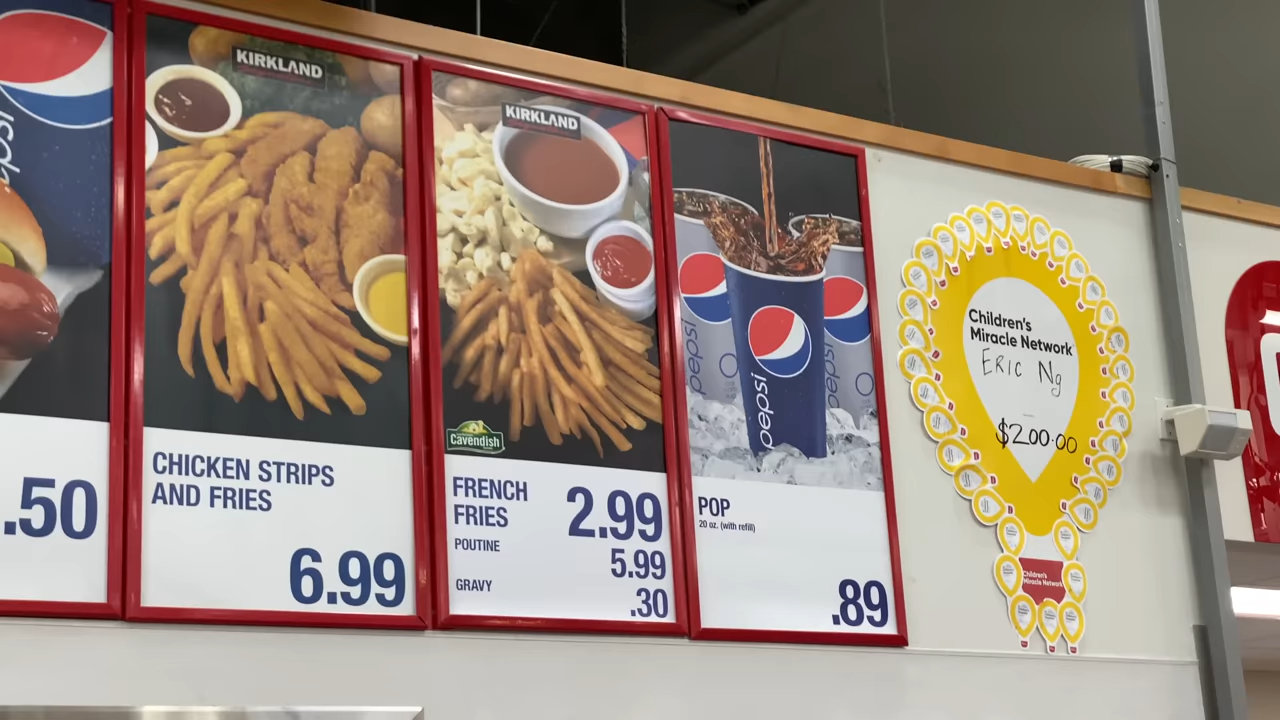 epsi
.50
KIRKLAND
CHICKEN STRIPS
AND FRIES
6.99
KIRKLAND
Cavendish
FRENCH
FRIES
2.99
POUTINE
5.99
GRAVY
.30
pepsi
pepsi
pepsi
POP
20 oz. (with refill)
.89
Children's
Miracle Network
ERIC Ng
$200.00
Children's
Miracle Network